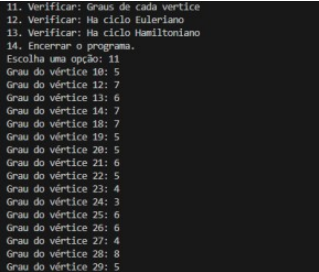 11. Verificar: Graus de cada vertice
12. Verificar: Ha ciclo Euleriano
13. Verificar: Ha ciclo Hamiltoniano
14. Encerrar o programa.
Escolha uma opção: 11
Grau do vértice 10: 5
Grau do vértice 12: 7
Grau do vértice 13: 6
Grau do vértice 14: 7
Grau do vértice 18: 7
Grau do vértice 19: 5
Grau do vértice 20: 5
Grau do vértice 21: 6
Grau do vértice 22: 5
Grau do vértice 23: 4
Grau do vértice 24: 3
Grau do vértice 25: 6
Grau do vértice 26: 6
Grau do vértice 27: 4
Grau do vértice 28: 8
Grau do vértice 29: 5